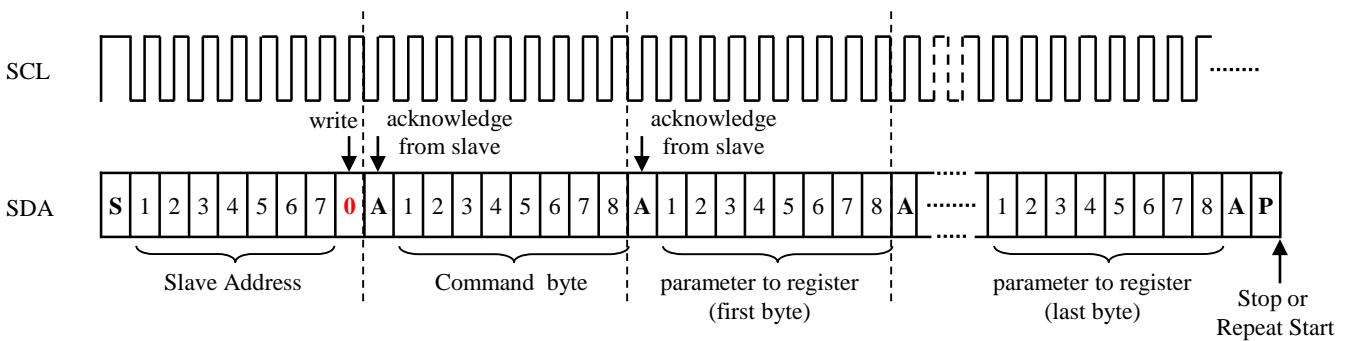 SCL
write
acknowledge
from slave
acknowledge
from slave
SDA
S 1 2 3 4 5 6 7 0 A 1 2 3 4 5 6 7 8 A 1 2 3 4 5 6 7 8 A 1 2 3 4 5 6 7 8 A P
Slave Address
Command byte
parameter to register
(first byte)
parameter to register
(last byte)
Stop or
Repeat Start